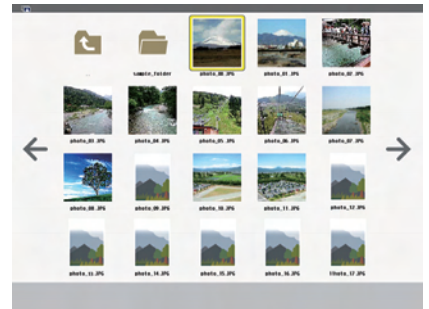 ..
sample_folder
photo_00.JPG
photo_01.JPG
photo_02.JPG
photo_03.JPG
photo_04.JPG
photo_05.JPG
photo_06.JPG
photo_07.JPG
photo_08.JPG
photo_09.JPG
photo_10.JPG
photo_11.JPG
photo_12.JPG
photo_13.JPG
photo_14.JPG
photo_15.JPG
photo_16.JPG